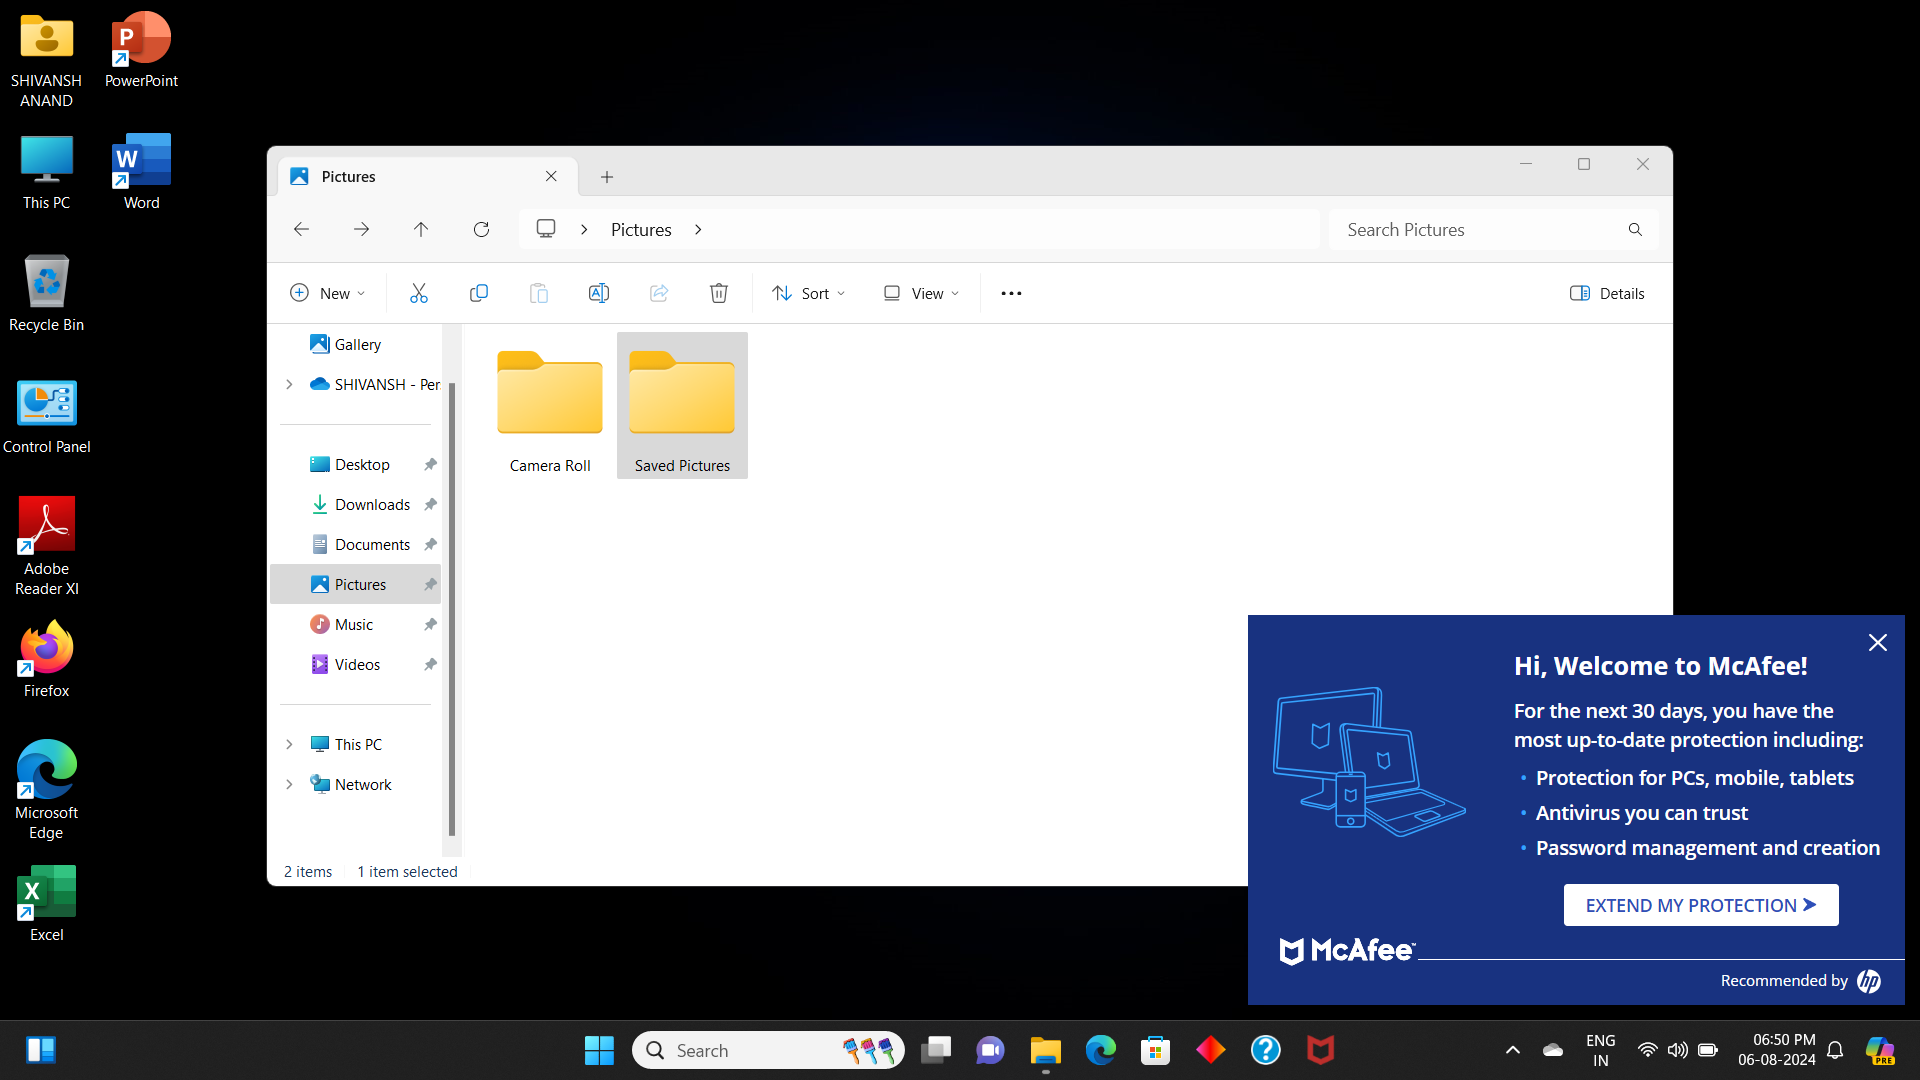 SHIVANSH
ANAND
PowerPoint
This PC
Word
Recycle Bin
Control Panel
Adobe
Reader XI
Firefox
Microsoft
Edge
Excel
Pictures
Pictures
Search Pictures
New
Sort
View
Details
Gallery
SHIVANSH - Per
Desktop
Downloads
Documents
Pictures
Music
Videos
This PC
Network
Camera Roll
Saved Pictures
2 items
1 item selected
Hi, Welcome to McAfee!
For the next 30 days, you have the
most up-to-date protection including:
• Protection for PCs, mobile, tablets
• Antivirus you can trust
• Password management and creation
EXTEND MY PROTECTION
McAfee™
Recommended by hp
Search
ENG
IN
06:50 PM
06-08-2024
PRE